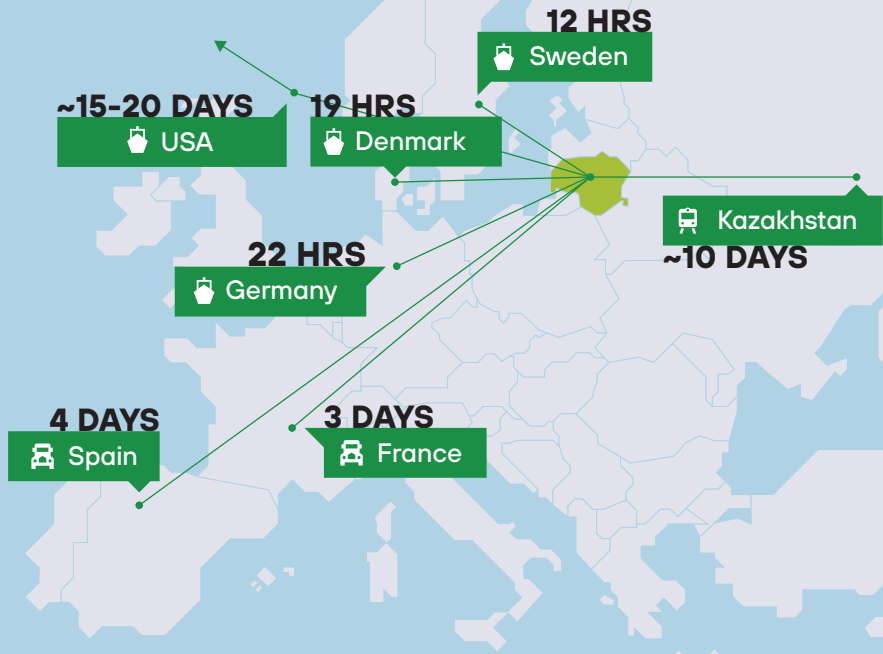 12 HRS
Sweden
~15-20 DAYS
USA
19 HRS
Denmark
Kazakhstan
~10 DAYS
22 HRS
Germany
4 DAYS
Spain
3 DAYS
France